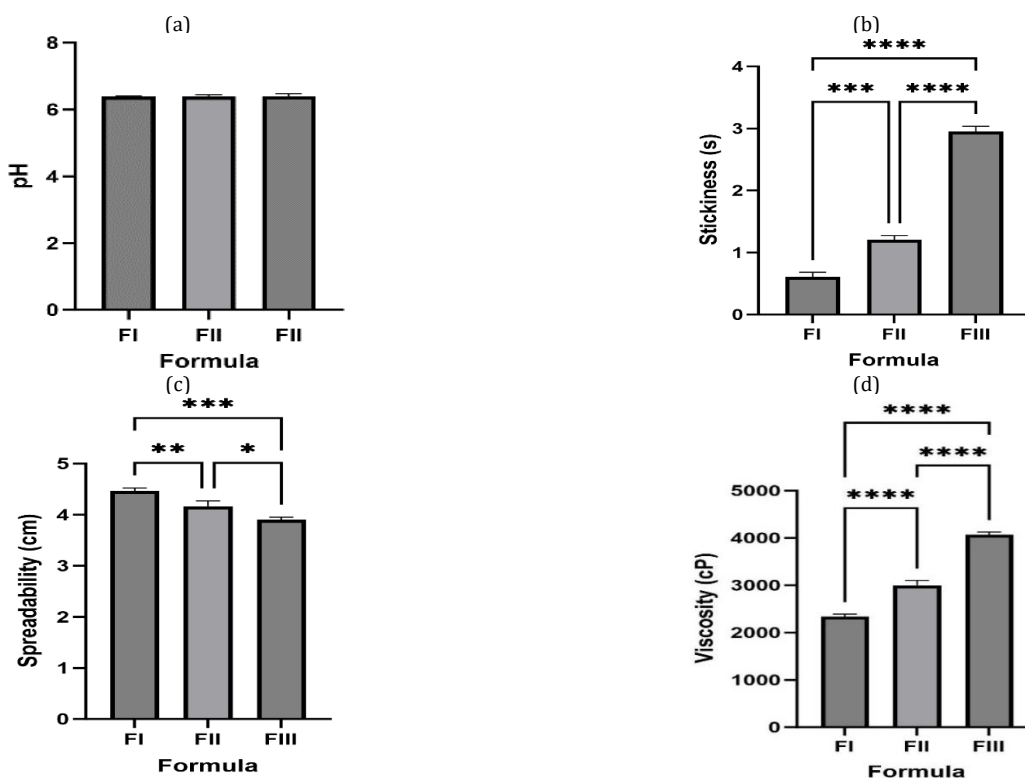 (a)
8
6
4
2
0
pH
FI FII FII
Formula
(b)
****
*** ****
4
3
2
1
0
Stickiness (s)
FI FII FIII
Formula
(c)
***
** *
5
4
3
2
1
0
Spreadability (cm)
FI FII FIII
Formula
(d)
****
****
****
5000
4000
3000
2000
1000
0
Viscosity (cP)
FI FII FIII
Formula